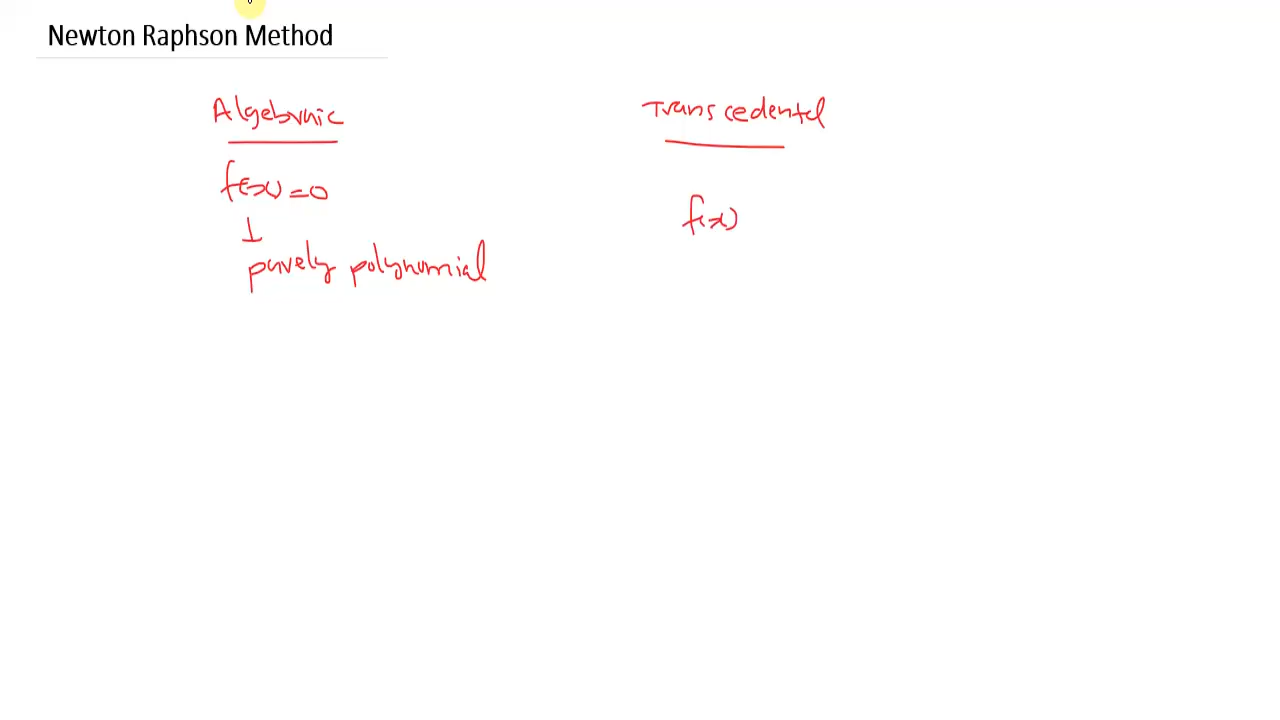 Newton Raphson Method
Algebraic
Transcedental
f(x) = 0
f(x)
purely polynomial